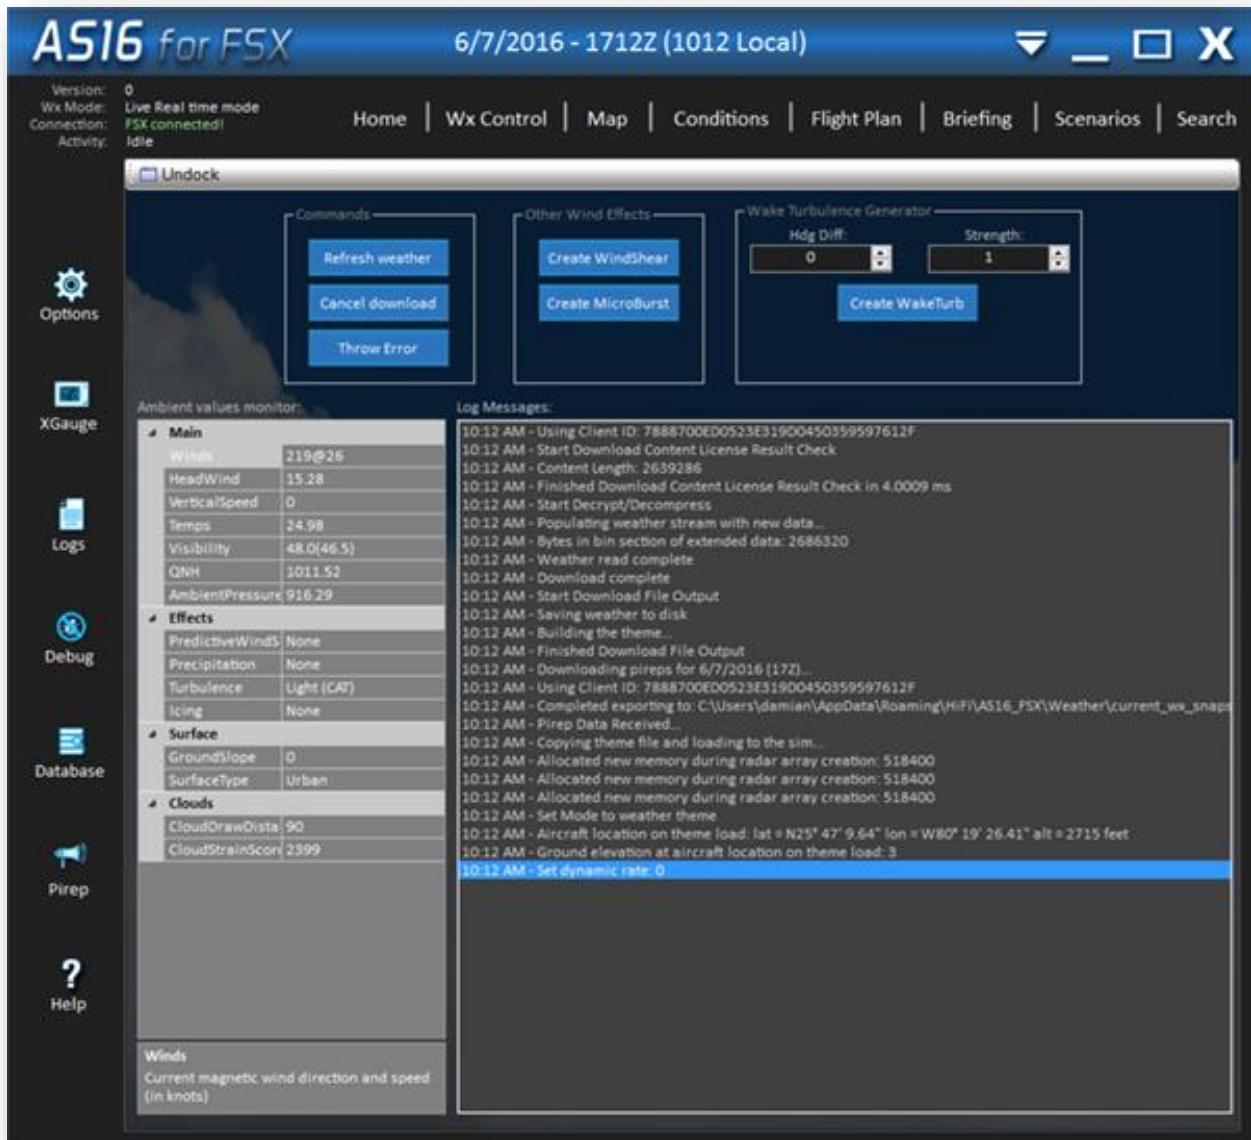 AS16 for FSX
6/7/2016 - 1712Z (1012 Local)
X
Version: 0
Wx Mode: Live Real time mode
Connection: FSX connected!
Activity: Idle
Home | Wx Control | Map | Conditions | Flight Plan | Briefing | Scenarios | Search
Undock
Commands
Refresh weather
Cancel download
Throw Error
Other Wind Effects
Create WindShear
Create MicroBurst
Wake Turbulence Generator
Hdg Diff: Strength:
0 1
Create WakeTurb
Options
XGauge
Logs
Debug
Database
Pirep
?
Help
Ambient values monitor:
Main
Winds 219@26
HeadWind 15.28
VerticalSpeed 0
Temps 24.98
Visibility 48.0(46.5)
QNH 1011.52
AmbientPressure 916.29
Effects
PredictiveWindS None
Precipitation None
Turbulence Light (CAT)
Icing None
Surface
GroundSlope 0
SurfaceType Urban
Clouds
CloudDrawDista 90
CloudStrainScor 2399
Winds
Current magnetic wind direction and speed
(in knots)
Log Messages:
10:12 AM - Using Client ID: 7888700ED0523E319D0450359597612F
10:12 AM - Start Download Content License Result Check
10:12 AM - Content Length: 2639286
10:12 AM - Finished Download Content License Result Check in 4.0009 ms
10:12 AM - Start Decrypt/Decompress
10:12 AM - Populating weather stream with new data...
10:12 AM - Bytes in bin section of extended data: 2686320
10:12 AM - Weather read complete
10:12 AM - Download complete
10:12 AM - Start Download File Output
10:12 AM - Saving weather to disk
10:12 AM - Building the theme...
10:12 AM - Finished Download File Output
10:12 AM - Downloading pireps for 6/7/2016 (17Z)...
10:12 AM - Using Client ID: 7888700ED0523E319D0450359597612F
10:12 AM - Completed exporting to: C:\Users\damian\AppData\Roaming\HiFi\AS16_FSX\Weather\current_wx_snaps
10:12 AM - Pirep Data Received...
10:12 AM - Copying theme file and loading to the sim...
10:12 AM - Allocated new memory during radar array creation: 518400
10:12 AM - Allocated new memory during radar array creation: 518400
10:12 AM - Allocated new memory during radar array creation: 518400
10:12 AM - Set Mode to weather theme
10:12 AM - Aircraft location on theme load: lat = N25° 47' 9.64" lon = W80° 19' 26.41" alt = 2715 feet
10:12 AM - Ground elevation at aircraft location on theme load: 3
10:12 AM - Set dynamic rate: 0